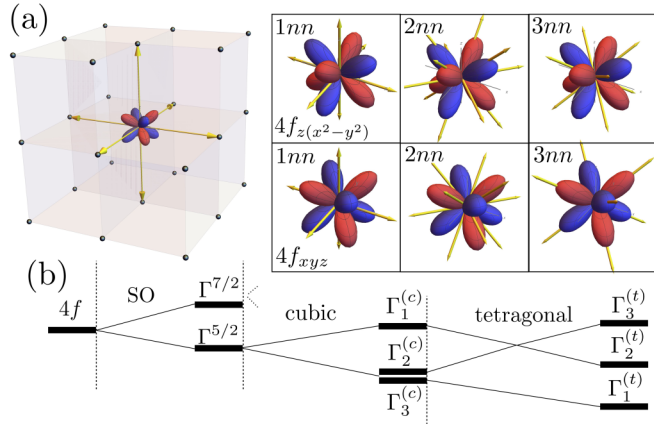 (a)
1nn 2nn 3nn
4f_{z(x^2-y^2)}
1nn 2nn 3nn
4f_{xyz}
(b)
4f SO Γ^{7/2}
Γ^{5/2}
cubic
Γ_1^{(c)}
Γ_2^{(c)}
Γ_3^{(c)}
tetragonal
Γ_3^{(t)}
Γ_2^{(t)}
Γ_1^{(t)}